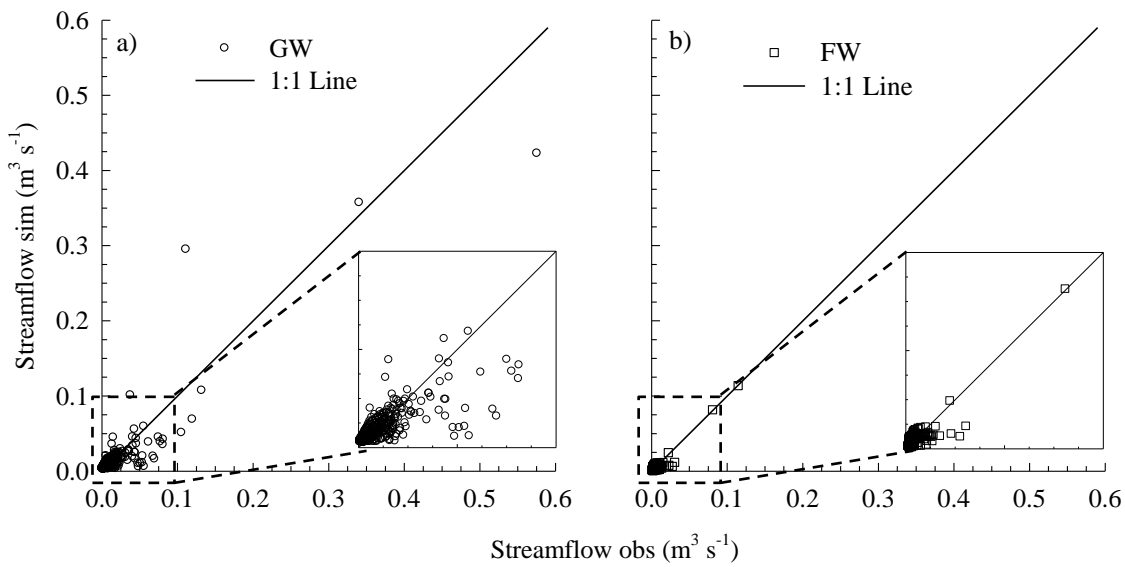 a)
GW
1:1 Line
b)
FW
1:1 Line
Streamflow sim (m³ s⁻¹)
0.6
0.5
0.4
0.3
0.2
0.1
0.0
0.0 0.1 0.2 0.3 0.4 0.5 0.6
0.0 0.1 0.2 0.3 0.4 0.5 0.6
Streamflow obs (m³ s⁻¹)